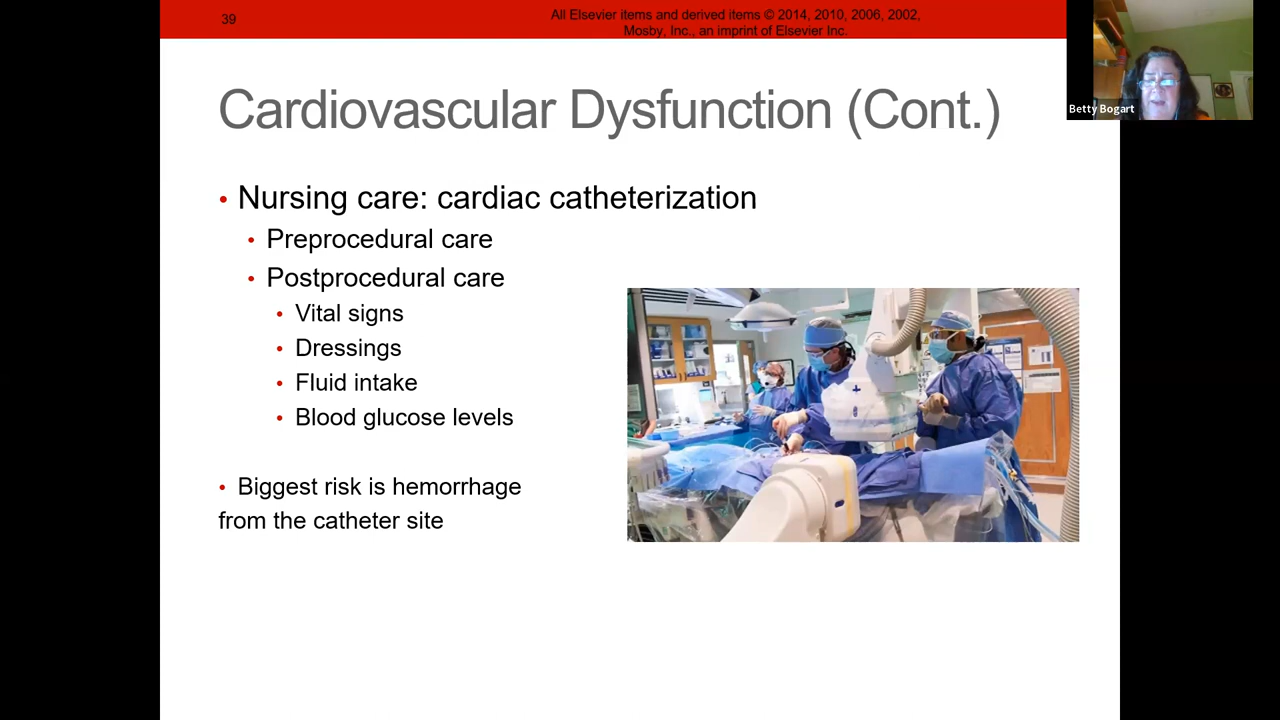 39
All Elsevier items and derived items © 2014, 2010, 2006, 2002,
Mosby, Inc., an imprint of Elsevier Inc.
Betty Bogart
Cardiovascular Dysfunction (Cont.)
• Nursing care: cardiac catheterization
• Preprocedural care
• Postprocedural care
• Vital signs
• Dressings
• Fluid intake
• Blood glucose levels
• Biggest risk is hemorrhage
from the catheter site